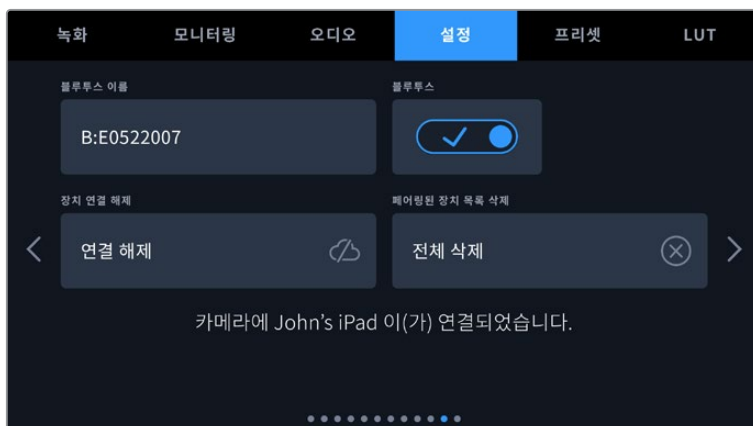 녹화 모니터링 오디오 설정 프리셋 LUT
블루투스 이름 블루투스
B:E0522007
장치 연결 해제 페어링된 장치 목록 삭제
연결 해제 전체 삭제
카메라에 John’s iPad 이(가) 연결되었습니다.